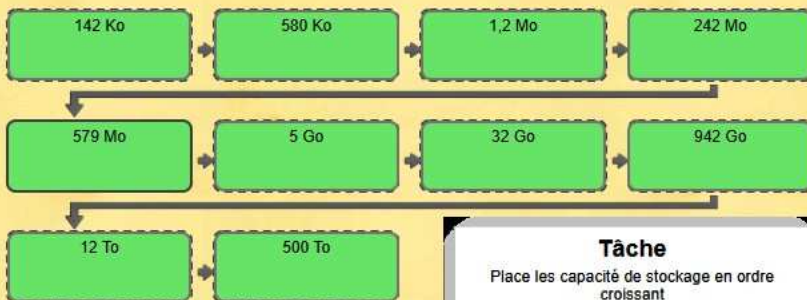 142 Ko
580 Ko
1,2 Mo
242 Mo
579 Mo
5 Go
32 Go
942 Go
12 To
500 To
Tâche
Place les capacité de stockage en ordre
croissant